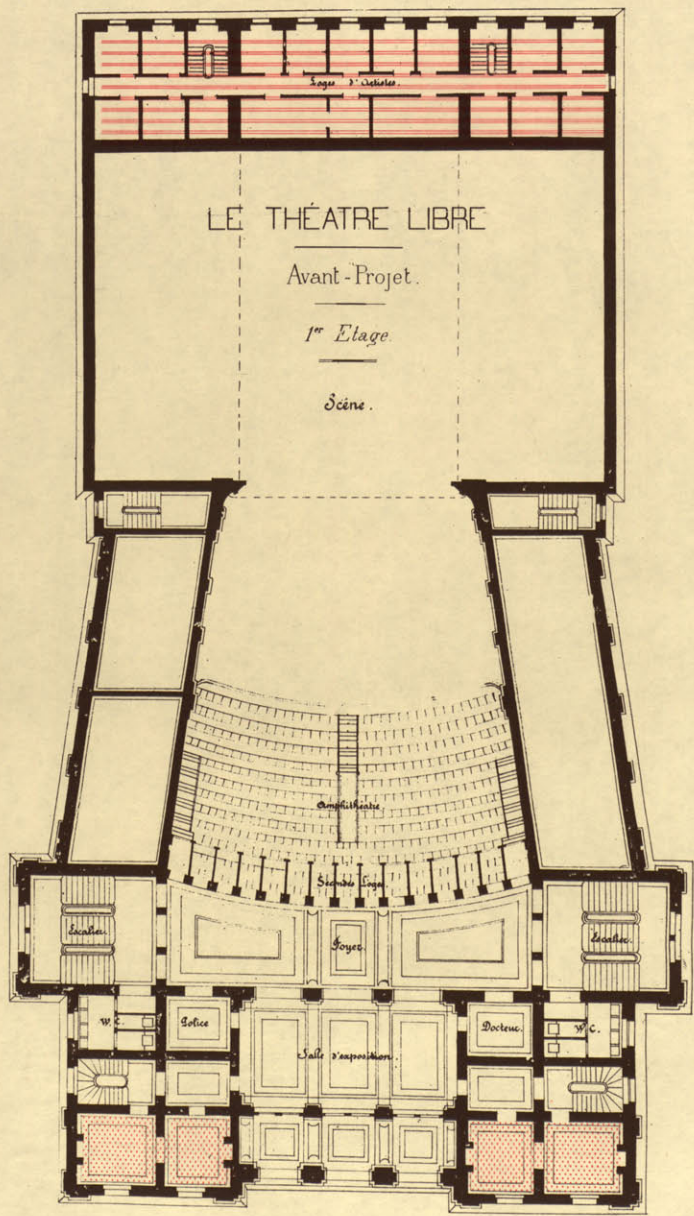 Loges d'Artistes.
LE THÉATRE LIBRE
Avant-Projet.
1er Etage.
Scène.
Amphithéatre
Secondes Loges
Escalier.
Foyer.
Escalier.
W.C.
Police
Docteur.
W.C.
Salle d'exposition.